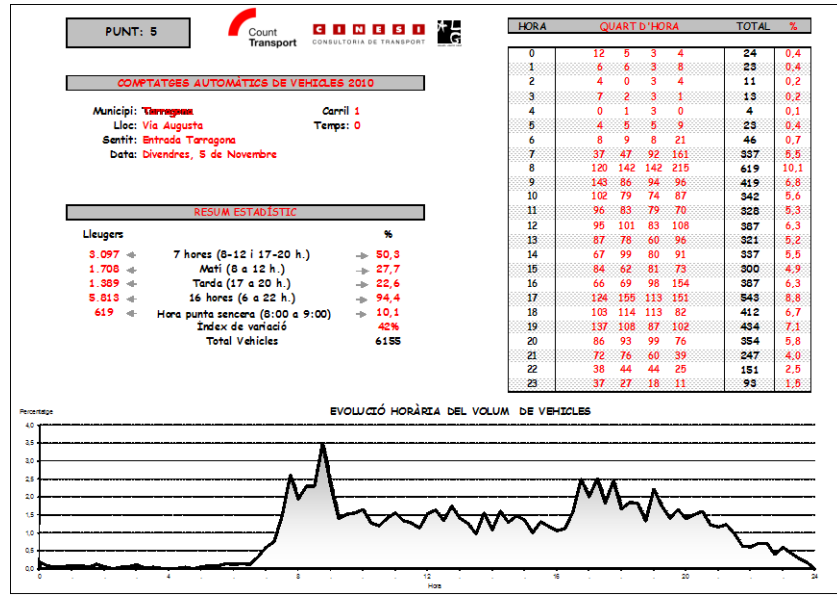 PUNT: 5
Count
Transport
CINESI
CONSULTORIA DE TRANSPORT
COMPTATGES AUTOMÀTICS DE VEHICLES 2010
Municipi: Tarragona Carril 1
Lloc: Via Augusta Temps: 0
Sentit: Entrada Tarragona
Data: Divendres, 5 de Novembre
RESUM ESTADÍSTIC
Lleugers %
3.097 7 hores (8-12 i 17-20 h.) 50,3
1.708 Matí (8 a 12 h.) 27,7
1.389 Tarda (17 a 20 h.) 22,6
5.813 16 hores (6 a 22 h.) 94,4
619 Hora punta sencera (8:00 a 9:00) 10,1
Índex de variació 42%
Total Vehicles 6155
HORA QUART D'HORA TOTAL %
0 12 5 3 4 24 0,4
1 6 6 3 8 23 0,4
2 4 0 3 4 11 0,2
3 7 2 3 1 13 0,2
4 0 1 3 0 4 0,1
5 4 5 5 9 23 0,4
6 8 9 8 21 46 0,7
7 37 47 92 161 337 5,5
8 120 142 142 215 619 10,1
9 143 86 94 96 419 6,8
10 102 79 74 87 342 5,6
11 96 83 79 70 328 5,3
12 95 101 83 108 387 6,3
13 87 78 60 96 321 5,2
14 67 99 80 91 337 5,5
15 84 62 81 73 300 4,9
16 66 69 98 154 387 6,3
17 124 155 113 151 543 8,8
18 103 114 113 82 412 6,7
19 137 108 87 102 434 7,1
20 86 93 99 76 354 5,8
21 72 76 60 39 247 4,0
22 38 44 44 25 151 2,5
23 37 27 18 11 93 1,5
Percentatge
EVOLUCIÓ HORÀRIA DEL VOLUM DE VEHICLES
4,0
3,5
3,0
2,5
2,0
1,5
1,0
0,5
0,0
0 4 8 12 16 20 24
Hora